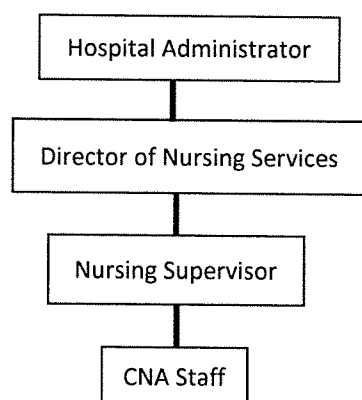 Hospital Administrator
Director of Nursing Services
Nursing Supervisor
CNA Staff